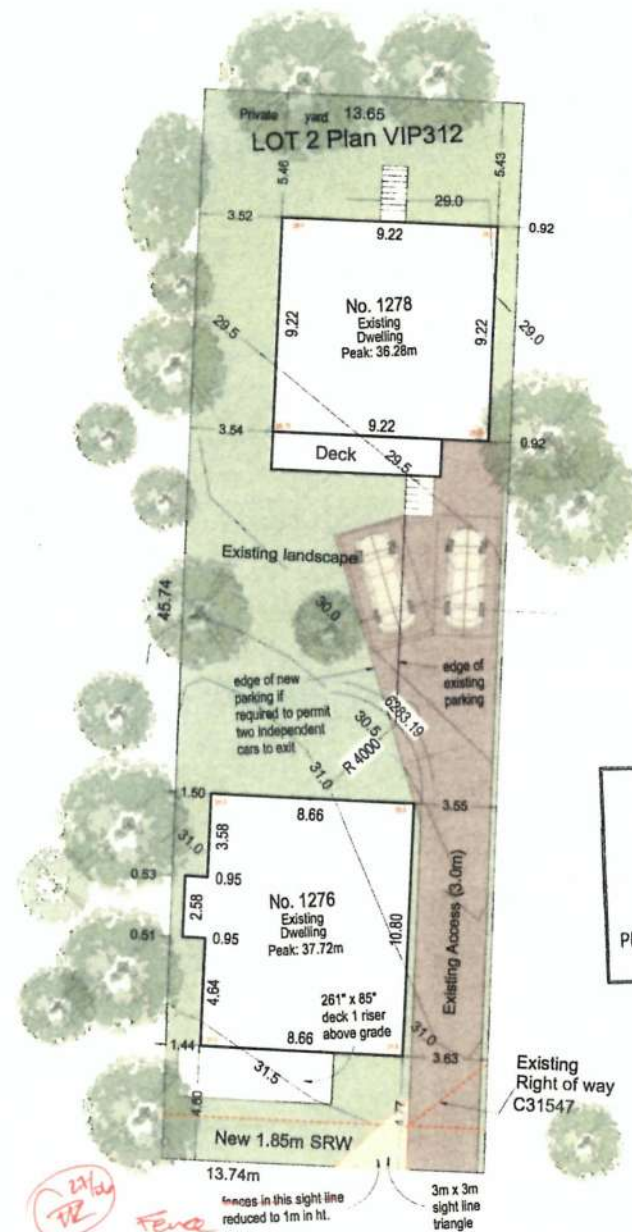 Private yard 13.65
LOT 2 Plan VIP312
5.46
5.43
29.0
3.52
9.22
0.92
No. 1278
Existing
Dwelling
Peak: 36.28m
9.22
9.22
29.0
29.5
9.22
3.54
0.92
Deck
29.5
Existing landscape
45.74
30.0
edge of new
parking if
required to permit
two independent
cars to exit
edge of
existing
parking
6283.19
R 4000
30.5
31.0
1.50
8.66
3.55
3.58
31.0
0.53
0.95
2.58
No. 1276
Existing
Dwelling
Peak: 37.72m
10.80
Existing Access (3.0m)
0.51
0.95
4.64
261" x 85"
deck 1 riser
above grade
8.66
31.0
1.44
31.5
3.63
Existing
Right of way
C31547
4.60
4.77
New 1.85m SRW
13.74m
fences in this sight line
reduced to 1m in ht.
3m x 3m
sight line
triangle
Fence